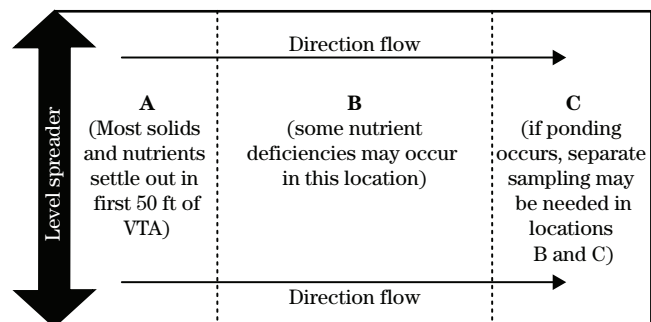 Level spreader
Direction flow
A
(Most solids
and nutrients
settle out in
first 50 ft of
VTA)
B
(some nutrient
deficiencies may occur
in this location)
C
(if ponding
occurs, separate
sampling may
be needed in
locations
B and C)
Direction flow